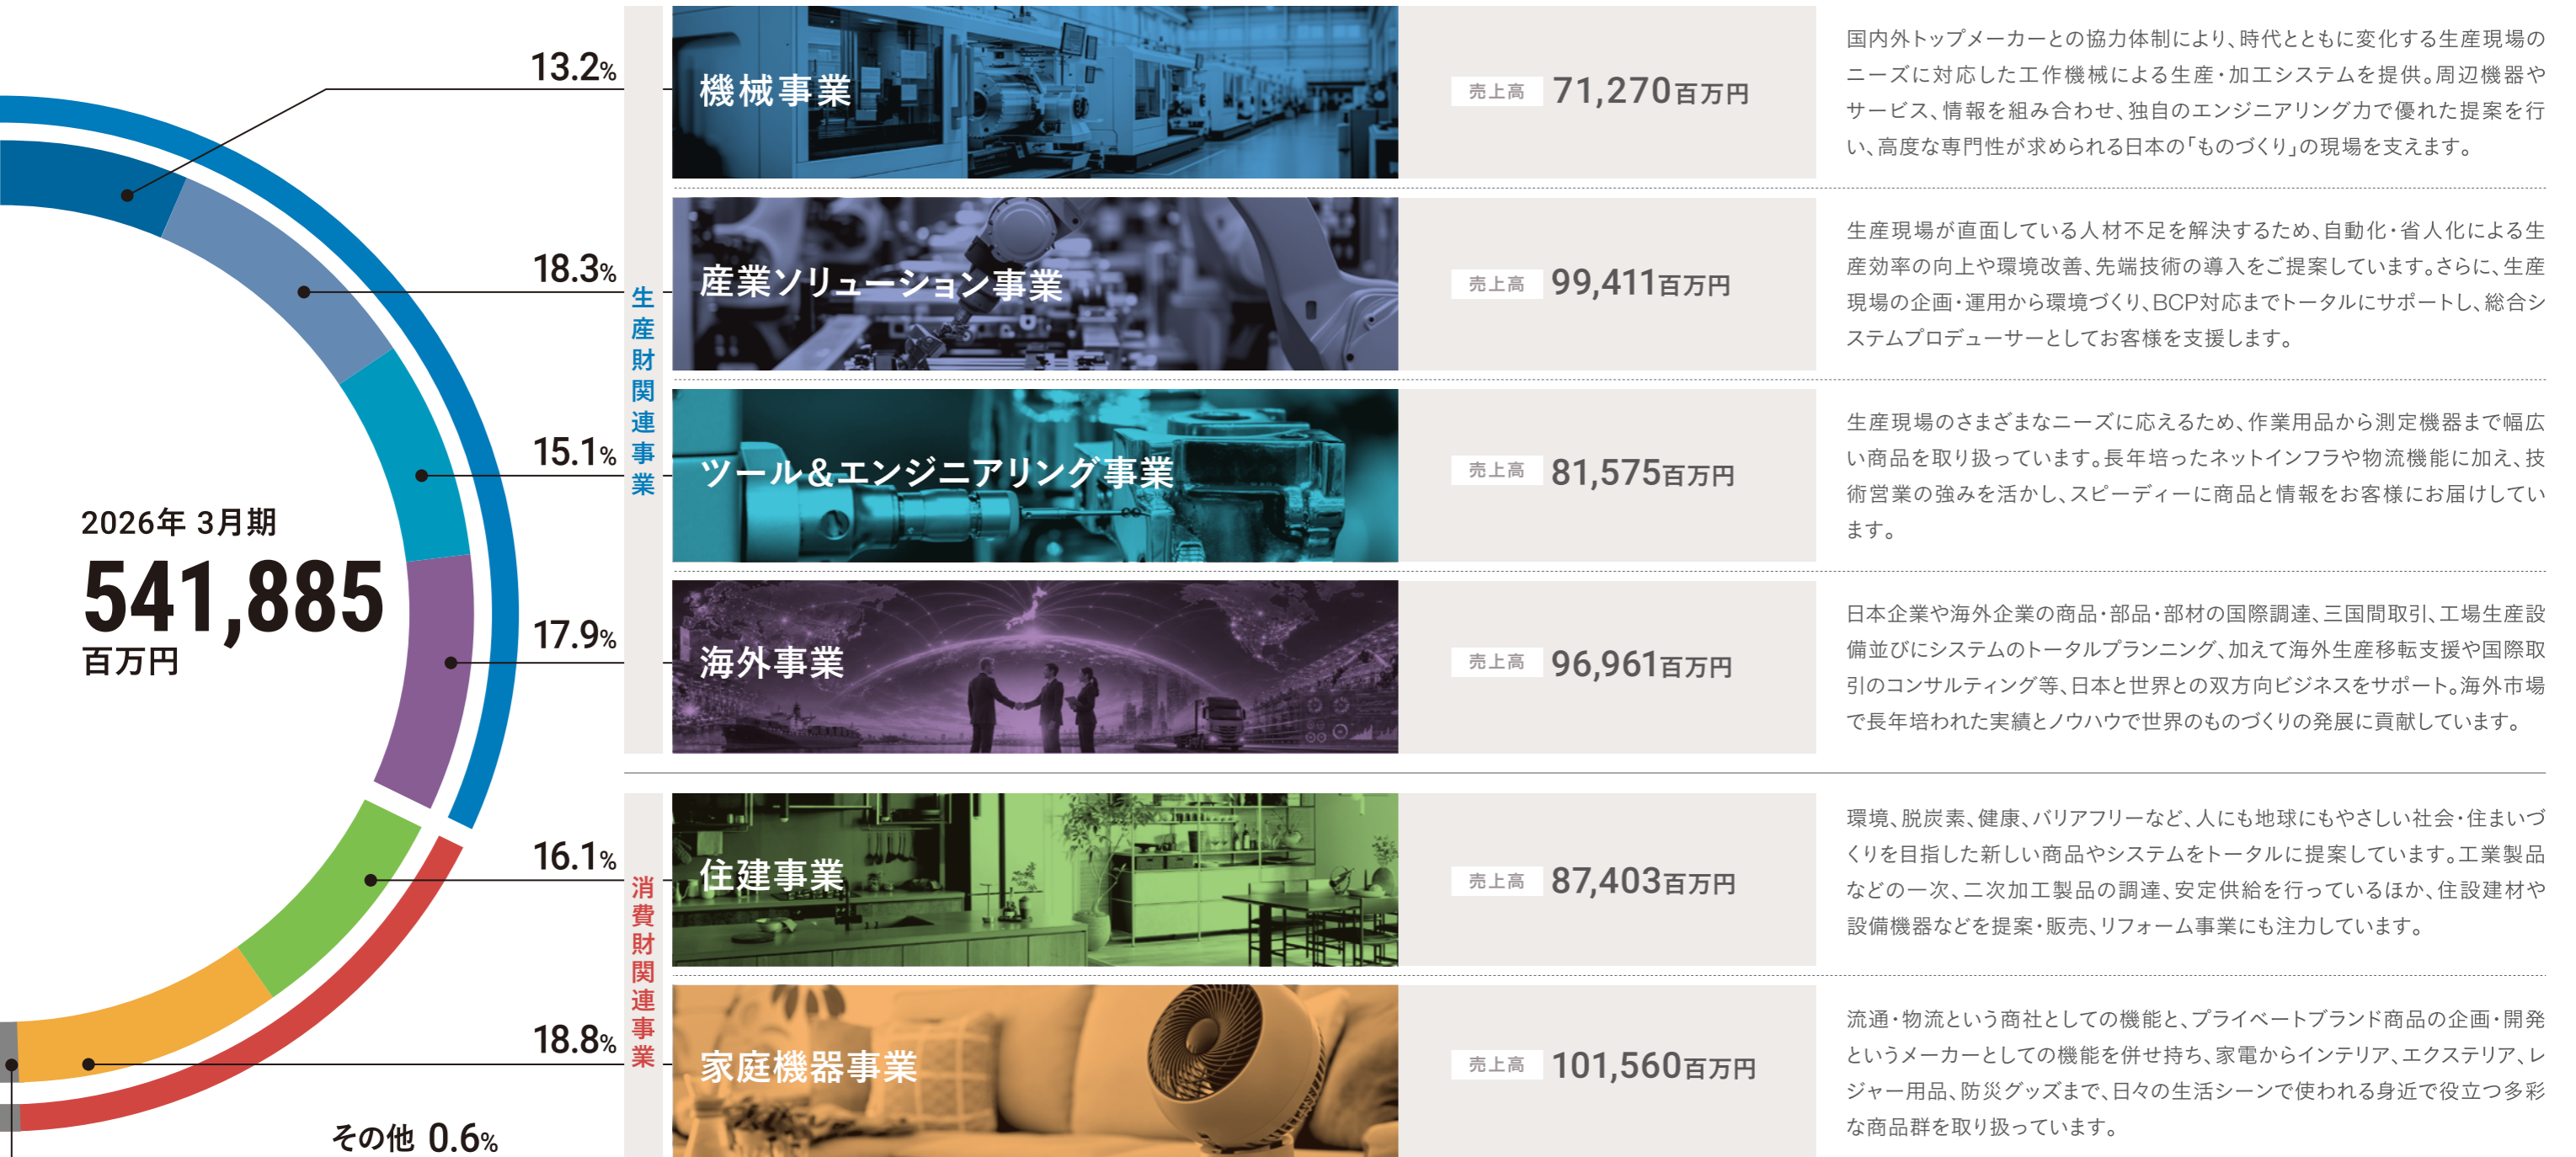 2026年 3月期
541,885
百万円
生産財関連事業
13.2%
機械事業
売上高 71,270百万円
国内外トップメーカーとの協力体制により、時代とともに変化する生産現場の
ニーズに対応した工作機械による生産・加工システムを提供。周辺機器や
サービス、情報を組み合わせ、独自のエンジニアリング力で優れた提案を行
い、高度な専門性が求められる日本の「ものづくり」の現場を支えます。
18.3%
産業ソリューション事業
売上高 99,411百万円
生産現場が直面している人材不足を解決するため、自動化・省人化による生
産効率の向上や環境改善、先端技術の導入をご提案しています。さらに、生産
現場の企画・運用から環境づくり、BCP対応までトータルにサポートし、総合シ
ステムプロデューサーとしてお客様を支援します。
15.1%
ツール＆エンジニアリング事業
売上高 81,575百万円
生産現場のさまざまなニーズに応えるため、作業用品から測定機器まで幅広
い商品を取り扱っています。長年培ったネットインフラや物流機能に加え、技
術営業の強みを活かし、スピーディーに商品と情報をお客様にお届けしてい
ます。
17.9%
海外事業
売上高 96,961百万円
日本企業や海外企業の商品・部品・部材の国際調達、三国間取引、工場生産設
備並びにシステムのトータルプランニング、加えて海外生産移転支援や国際取
引のコンサルティング等、日本と世界との双方向ビジネスをサポート。海外市場
で長年培われた実績とノウハウで世界のものづくりの発展に貢献しています。
消費財関連事業
16.1%
住建事業
売上高 87,403百万円
環境、脱炭素、健康、バリアフリーなど、人にも地球にもやさしい社会・住まいづ
くりを目指した新しい商品やシステムをトータルに提案しています。工業製品
などの一次、二次加工製品の調達、安定供給を行っているほか、住設建材や
設備機器などを提案・販売、リフォーム事業にも注力しています。
18.8%
家庭機器事業
売上高 101,560百万円
流通・物流という商社としての機能と、プライベートブランド商品の企画・開発
というメーカーとしての機能を併せ持ち、家電からインテリア、エクステリア、レ
ジャー用品、防災グッズまで、日々の生活シーンで使われる身近で役立つ多彩
な商品群を取り扱っています。
その他 0.6%